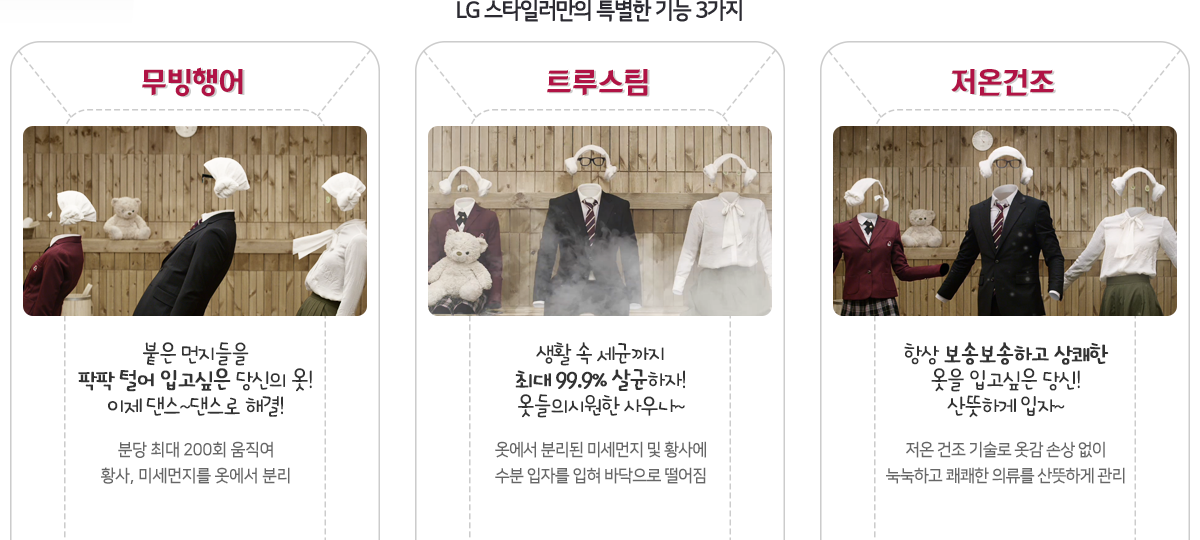 LG 스타일러만의 특별한 기능 3가지
무빙행어
붙은 먼지들을
팍팍 털어 입고싶은 당신의 옷!
이제 댄스~댄스로 해결!
분당 최대 200회 움직여
황사, 미세먼지를 옷에서 분리
트루스팀
생활 속 세균까지
최대 99.9% 살균하자!
옷들의시원한 사우나~
옷에서 분리된 미세먼지 및 황사에
수분 입자를 입혀 바닥으로 떨어짐
저온건조
항상 보송보송하고 상쾌한
옷을 입고싶은 당신!
산뜻하게 입자~
저온 건조 기술로 옷감 손상 없이
눅눅하고 쾌쾌한 의류를 산뜻하게 관리